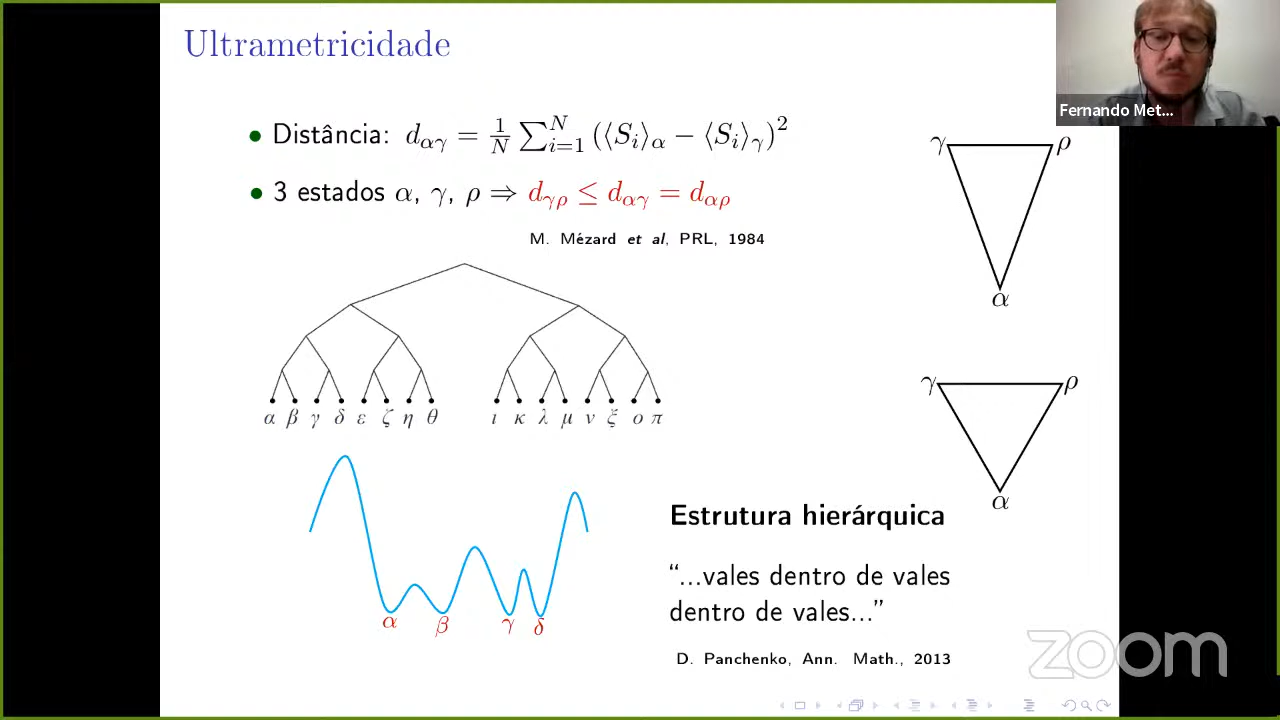 Ultrametricidade
Fernando Met...
• Distância: d_{αγ} = \frac{1}{N} \sum_{i=1}^{N} (⟨S_i⟩_α − ⟨S_i⟩_γ)^2
• 3 estados α, γ, ρ ⇒ d_{γρ} ≤ d_{αγ} = d_{αρ}
M. Mézard et al, PRL, 1984
γ ρ
α
α β γ δ ε ζ η θ ι κ λ μ ν ξ ο π
γ ρ
α
α β γ δ
Estrutura hierárquica
“...vales dentro de vales
dentro de vales...”
D. Panchenko, Ann. Math., 2013
zoom